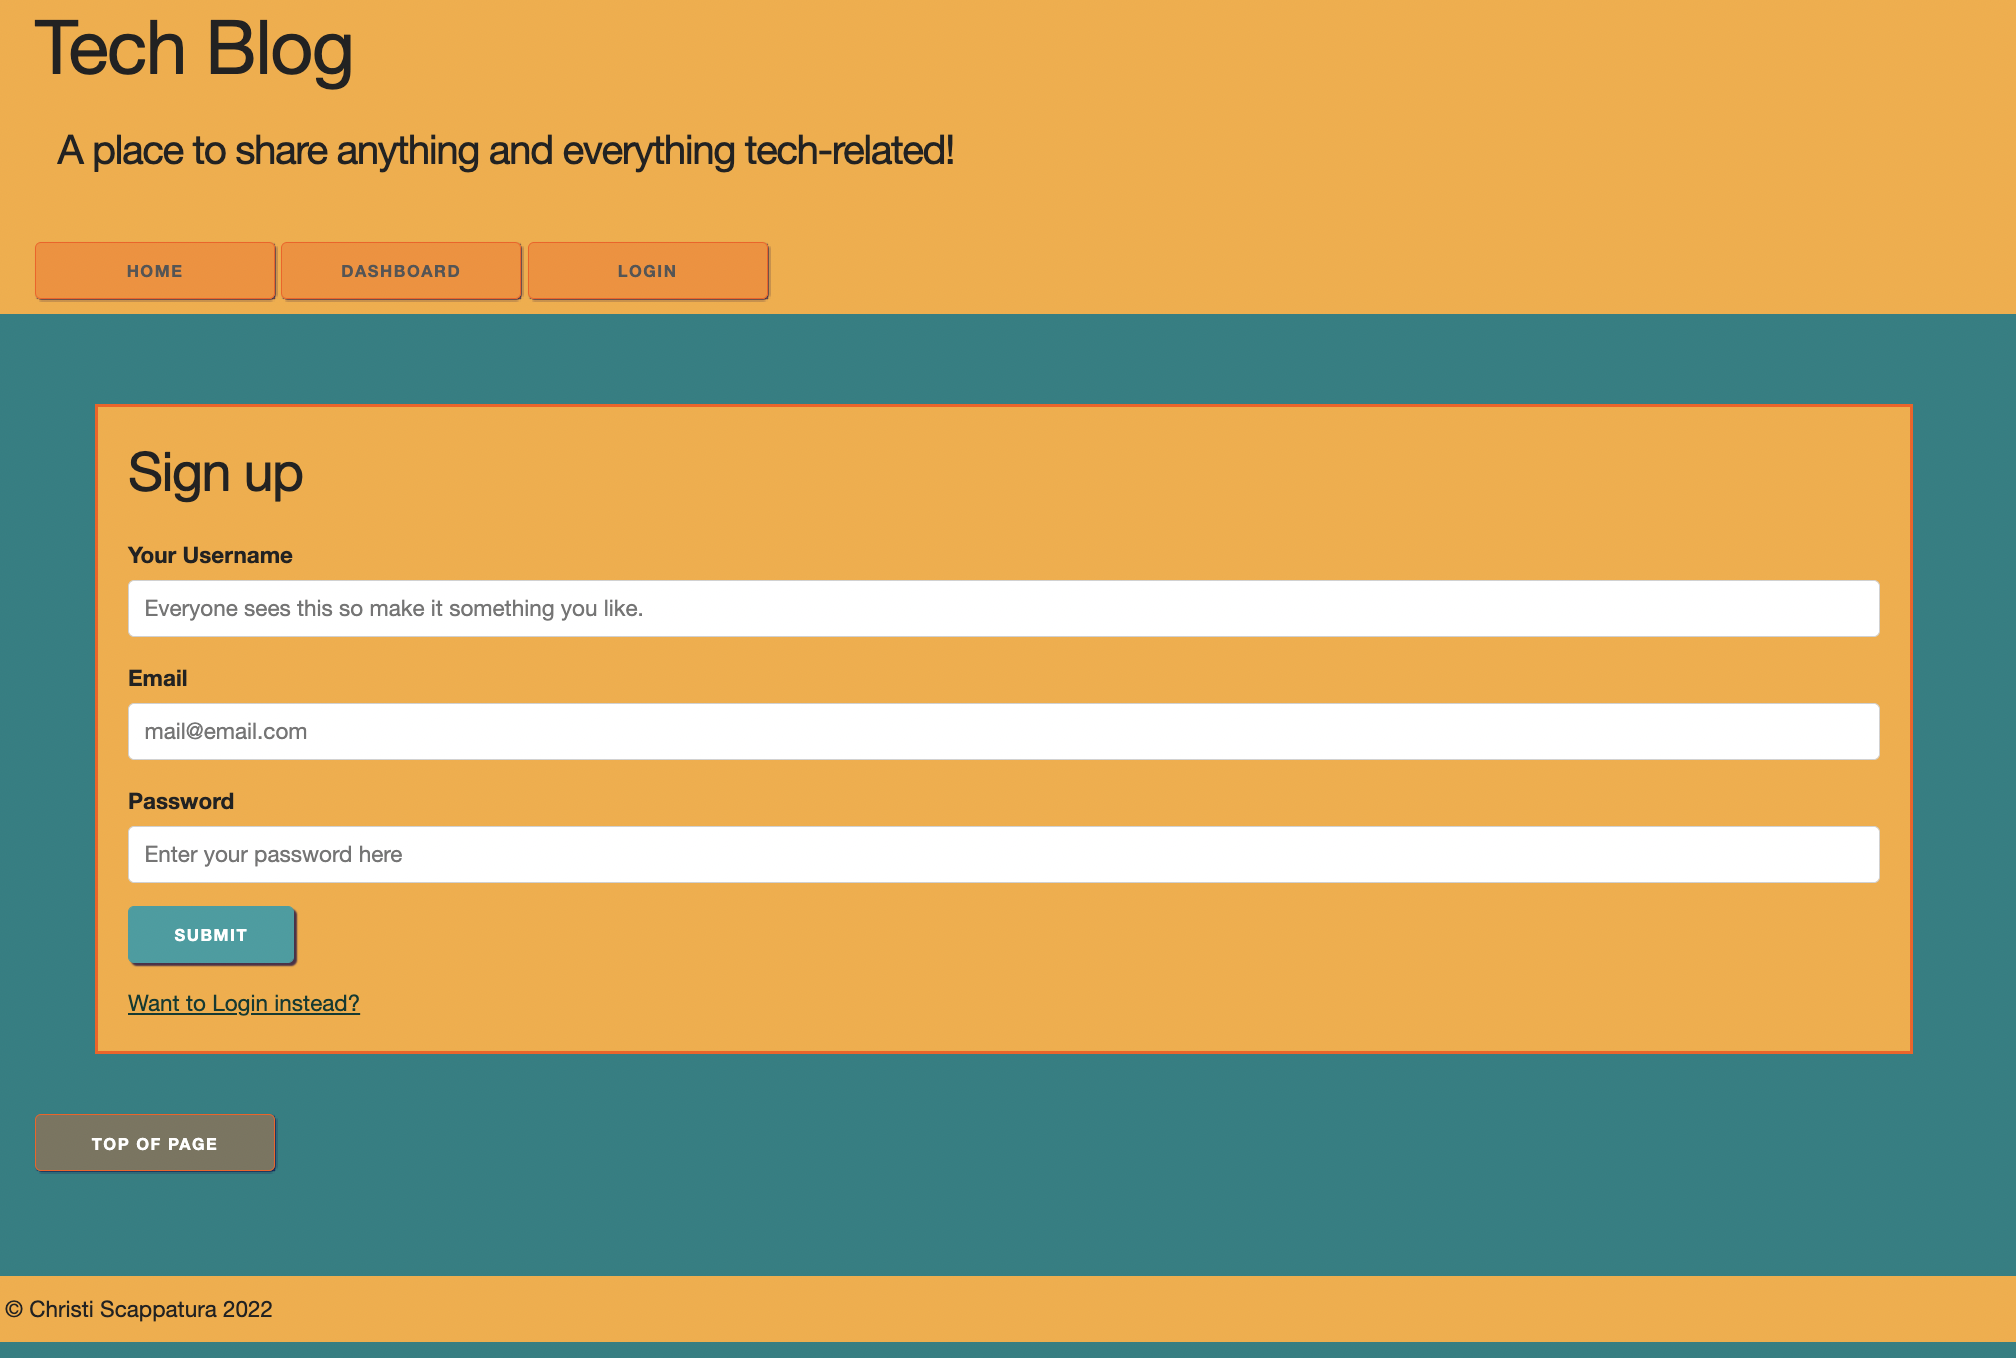 Tech Blog
A place to share anything and everything tech-related!
HOME DASHBOARD LOGIN
Sign up
Your Username
Everyone sees this so make it something you like.
Email
mail@email.com
Password
Enter your password here
SUBMIT
Want to Login instead?
TOP OF PAGE
© Christi Scappatura 2022